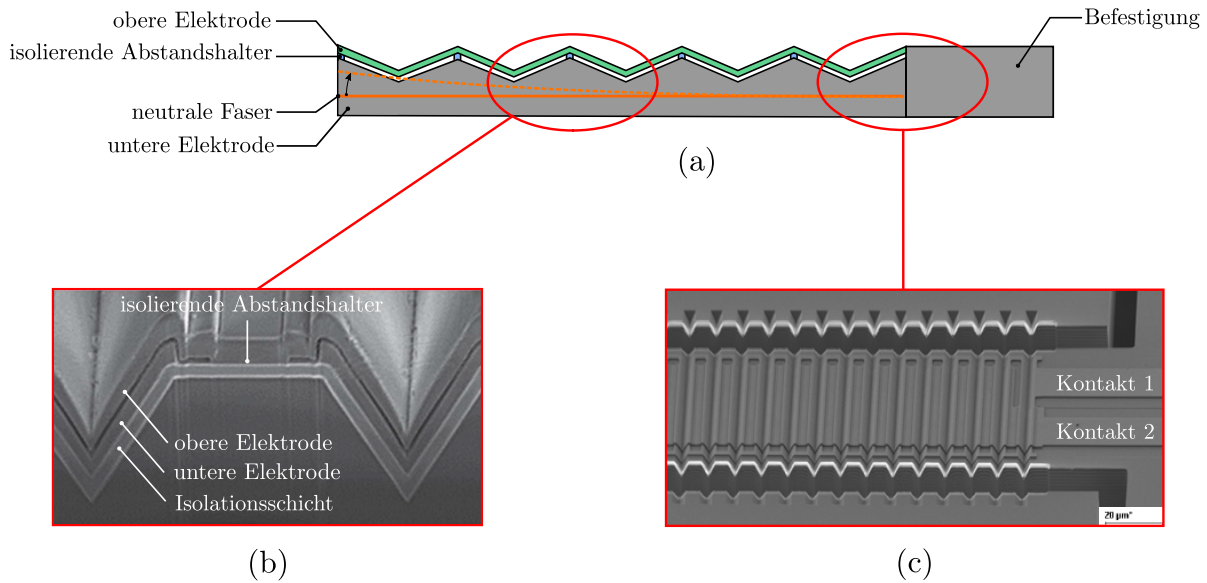 obere Elektrode
isolierende Abstandshalter
neutrale Faser
untere Elektrode
Befestigung
(a)
isolierende Abstandshalter
obere Elektrode
untere Elektrode
Isolationsschicht
(b)
Kontakt 1
Kontakt 2
20 µm*
(c)